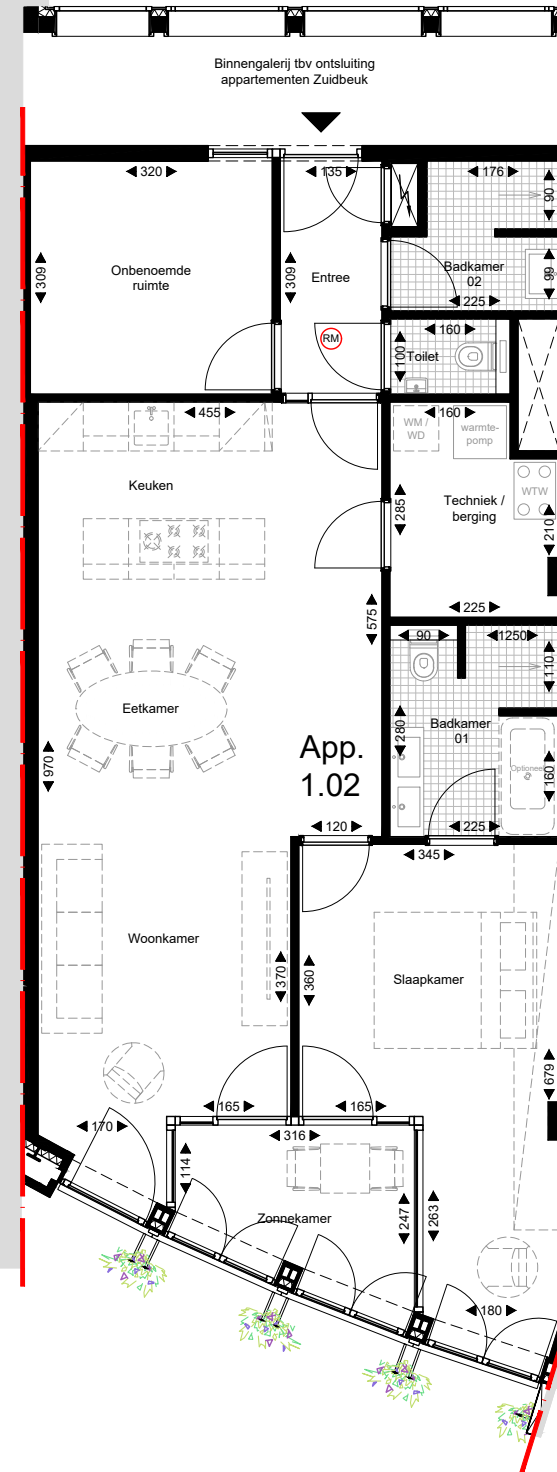 Binnengalerij tbv ontsluiting
appartementen Zuidbeuk
320
135
176
90
309
Onbenoemde
ruimte
309
Entree
Badkamer
02
99
225
RM
160
Toilet
100
455
160
WM /
WD
warmte-
pomp
Keuken
285
Techniek /
berging
WTW
210
225
575
90
1250
110
Eetkamer
280
Badkamer
01
970
App.
1.02
Optioneel
160
120
225
345
Woonkamer
370
360
Slaapkamer
679
165
165
170
316
114
Zonnekamer
247
263
180